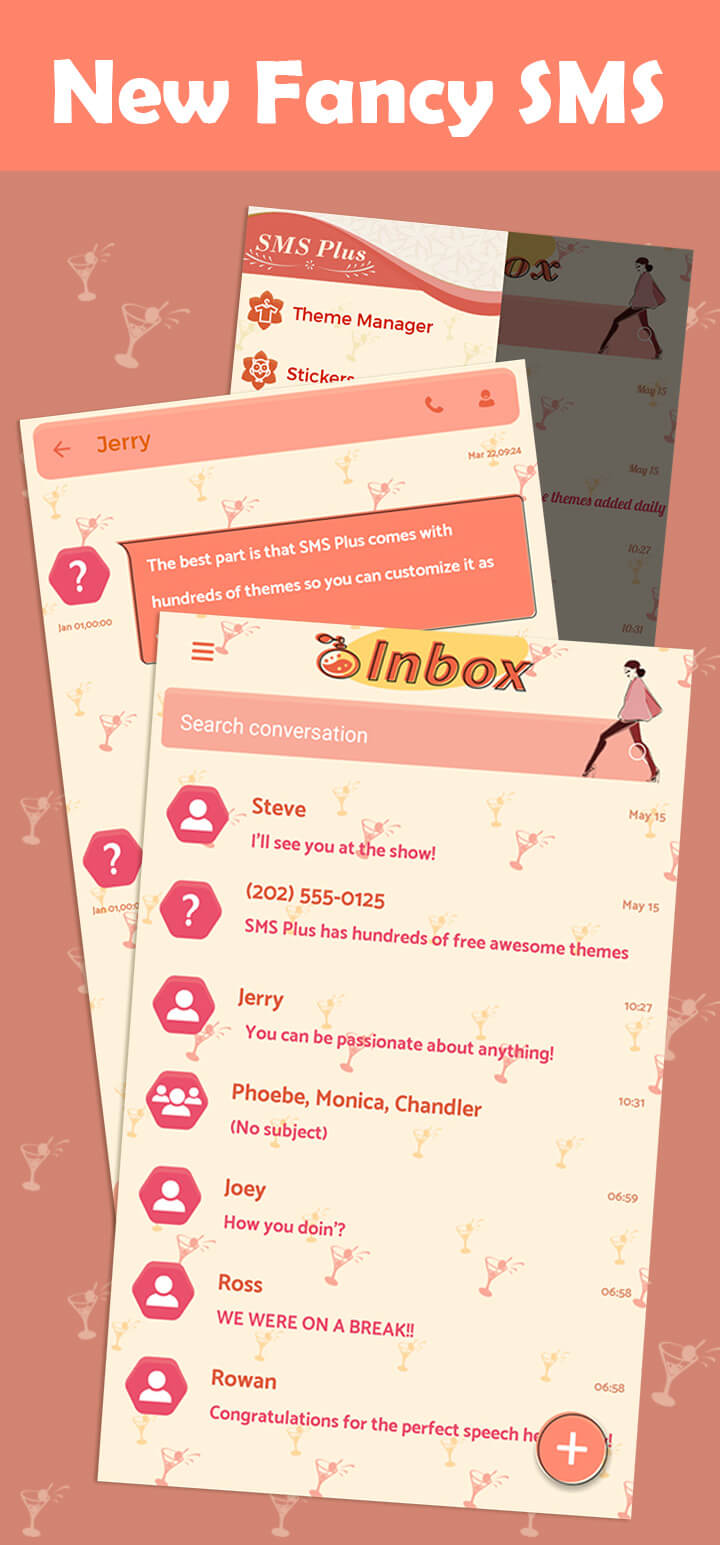 New Fancy SMS
SMS Plus
Theme Manager
Stickers
May 15
May 15
e themes added daily
10:27
10:31
Jerry
Mar 22,09:24
The best part is that SMS Plus comes with
hundreds of themes so you can customize it as
?
Jan 01,00:00
?
Jan 01,00:0
Inbox
Search conversation
Steve
May 15
I'll see you at the show!
?
(202) 555-0125
May 15
SMS Plus has hundreds of free awesome themes
Jerry
10:27
You can be passionate about anything!
Phoebe, Monica, Chandler
10:31
(No subject)
Joey
06:59
How you doin'?
Ross
06:58
WE WERE ON A BREAK!!
Rowan
06:58
Congratulations for the perfect speech he
+